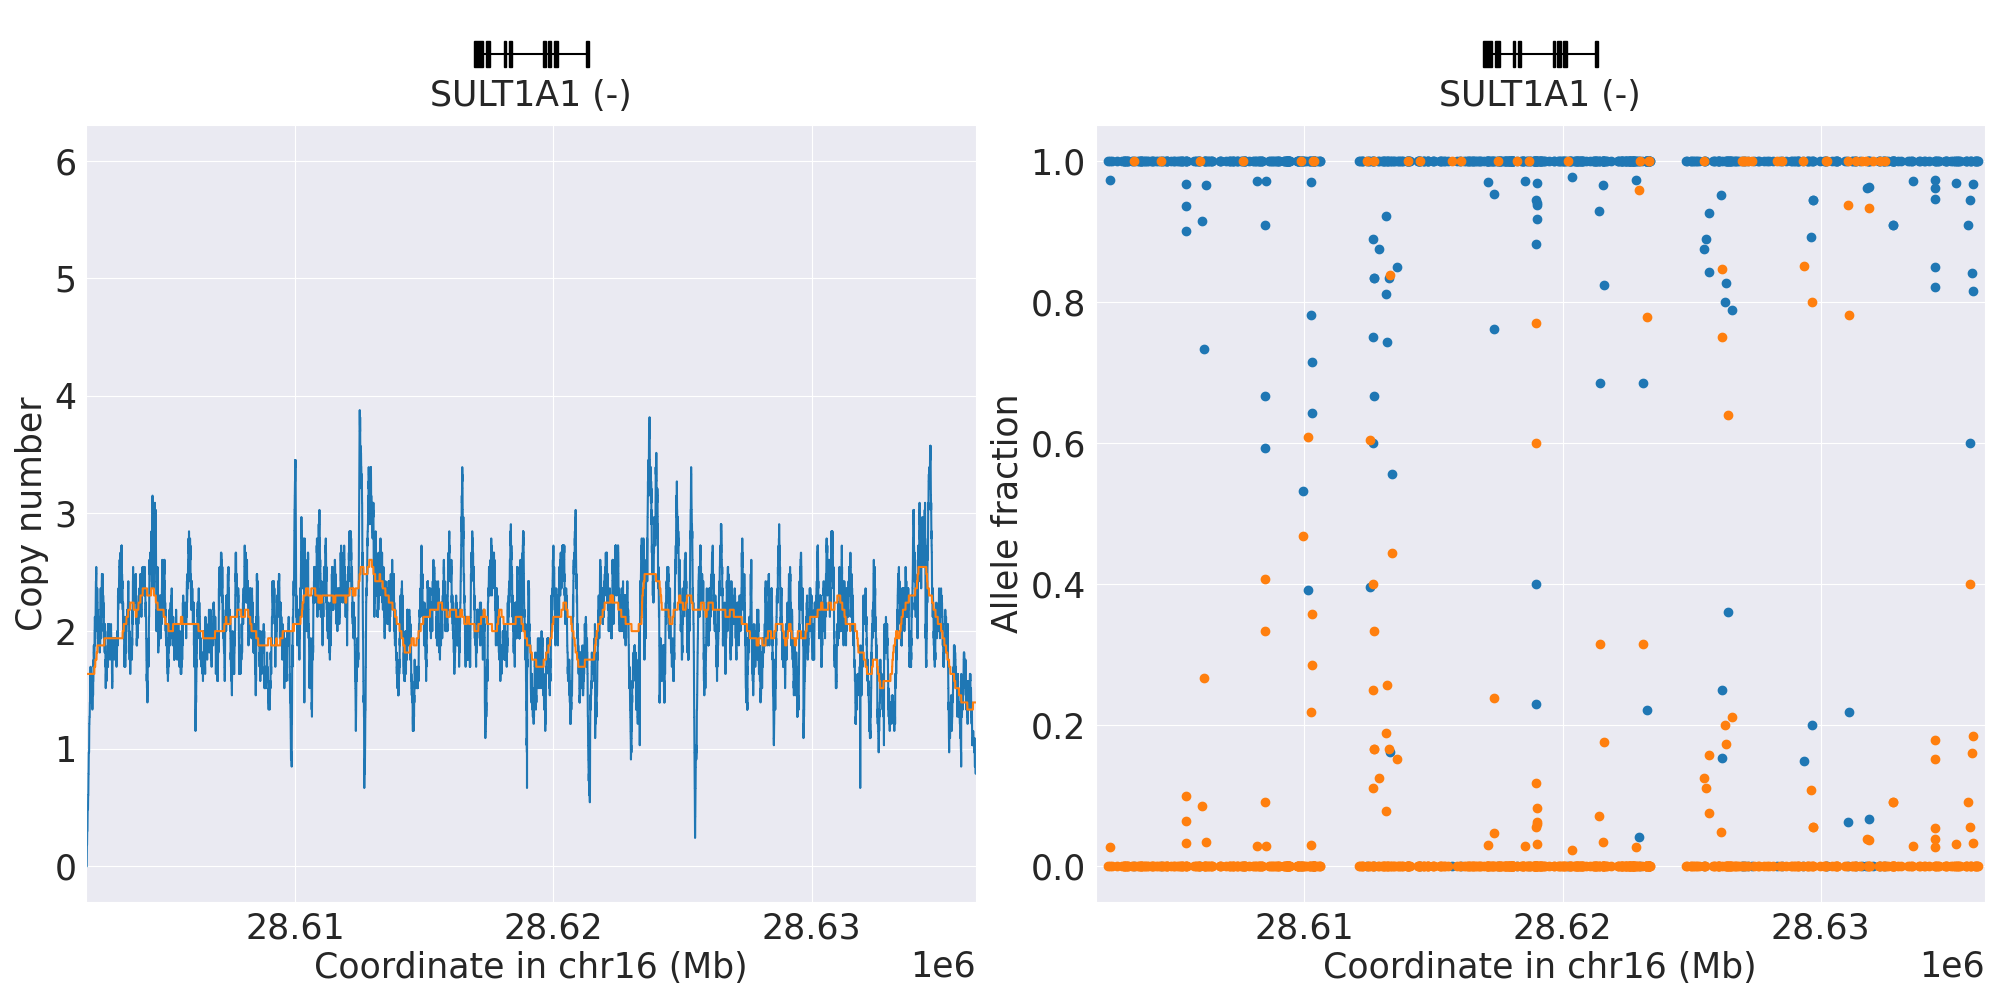 SULT1A1 (-)
Copy number
6
5
4
3
2
1
0
28.61
28.62
28.63
Coordinate in chr16 (Mb)
1e6
SULT1A1 (-)
Allele fraction
1.0
0.8
0.6
0.4
0.2
0.0
28.61
28.62
28.63
Coordinate in chr16 (Mb)
1e6